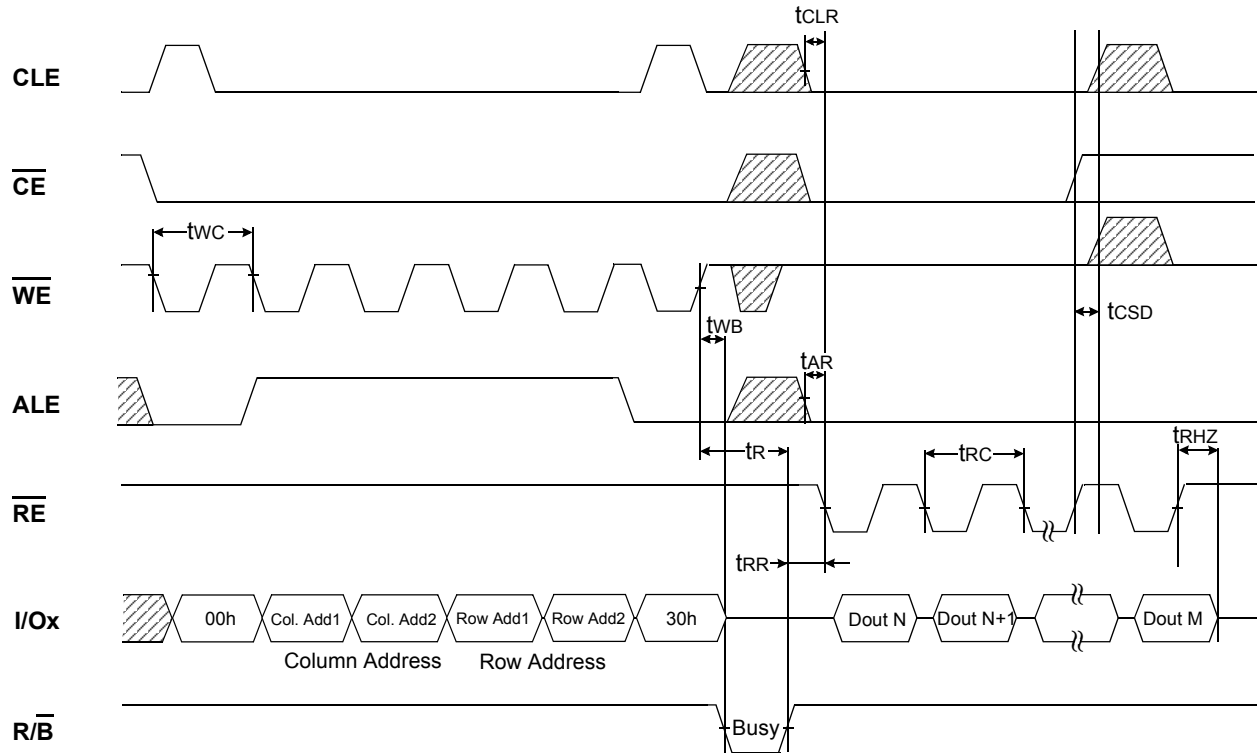 tCLR
CLE
CE
tWC
WE
tCSD
tWB
tAR
ALE
tRHZ
tR
tRC
RE
tRR
I/Ox
00h Col. Add1 Col. Add2 Row Add1 Row Add2 30h Dout N Dout N+1 Dout M
Column Address Row Address
R/B
Busy